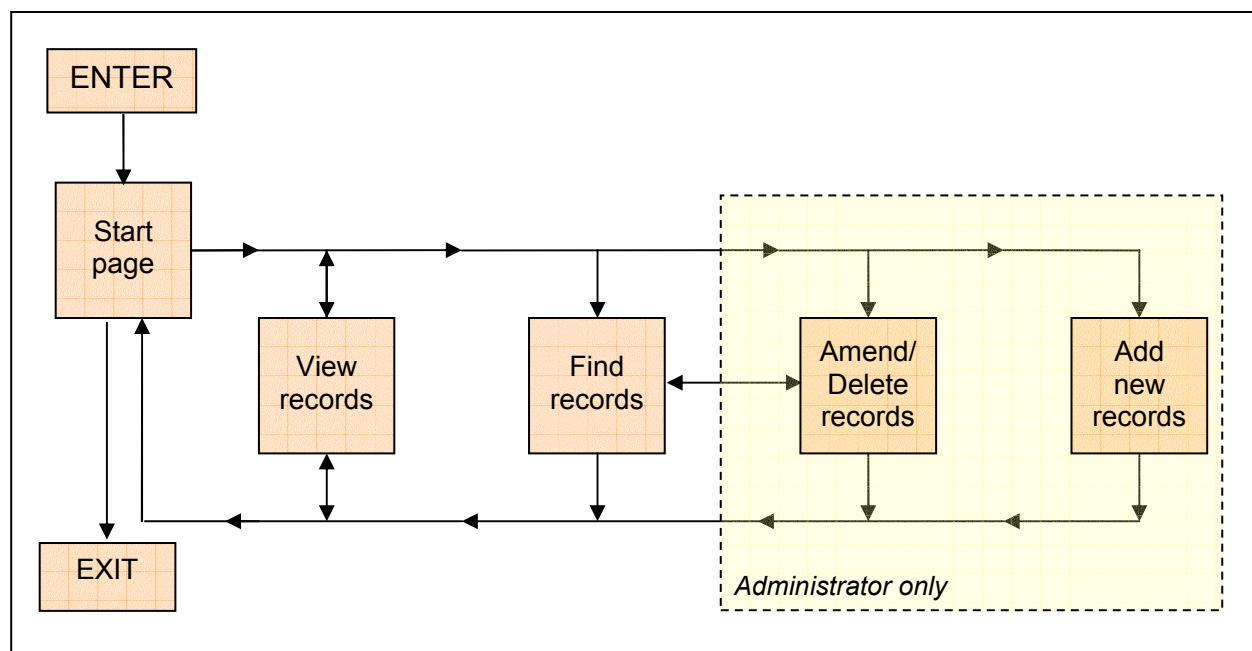 ENTER
Start
page
View
records
Find
records
Amend/
Delete
records
Add
new
records
EXIT
Administrator only